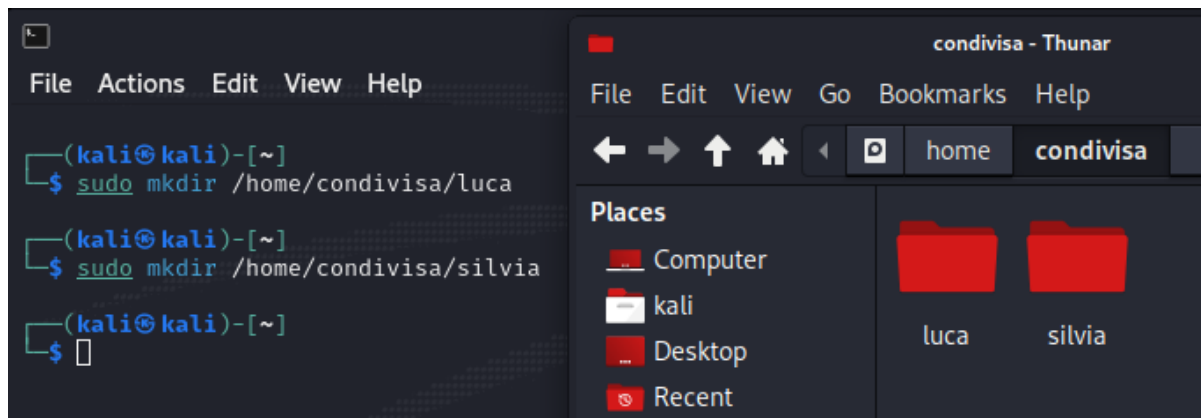 File Actions Edit View Help
┌──(kali㉿kali)-[~]
└─$ sudo mkdir /home/condivisa/luca
┌──(kali㉿kali)-[~]
└─$ sudo mkdir /home/condivisa/silvia
┌──(kali㉿kali)-[~]
└─$
condivisa - Thunar
File Edit View Go Bookmarks Help
home condivisa
Places
Computer
kali
Desktop
Recent
luca silvia